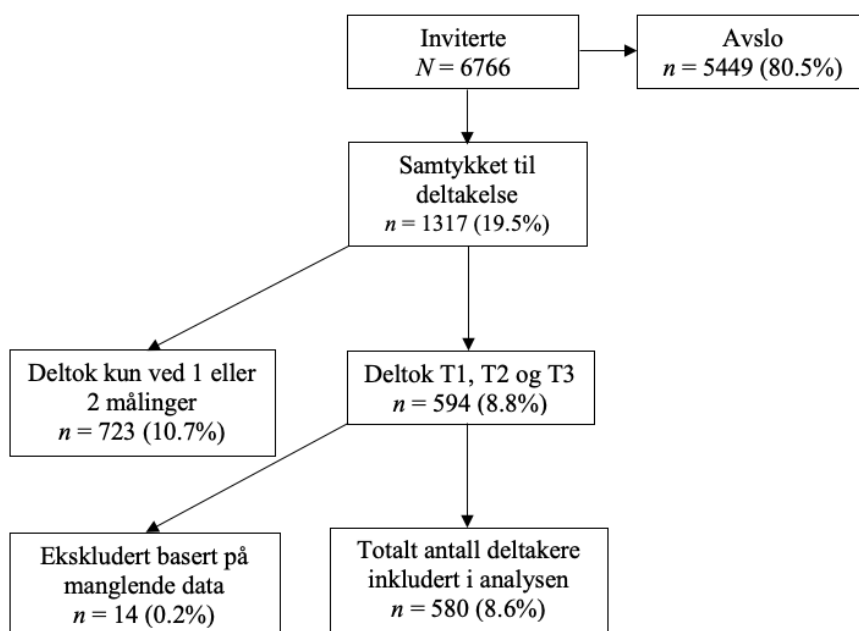 Inviterte
N = 6766
Avslo
n = 5449 (80.5%)
Samtykket til
deltakelse
n = 1317 (19.5%)
Deltok kun ved 1 eller
2 målinger
n = 723 (10.7%)
Deltok T1, T2 og T3
n = 594 (8.8%)
Ekskludert basert på
manglende data
n = 14 (0.2%)
Totalt antall deltakere
inkludert i analysen
n = 580 (8.6%)